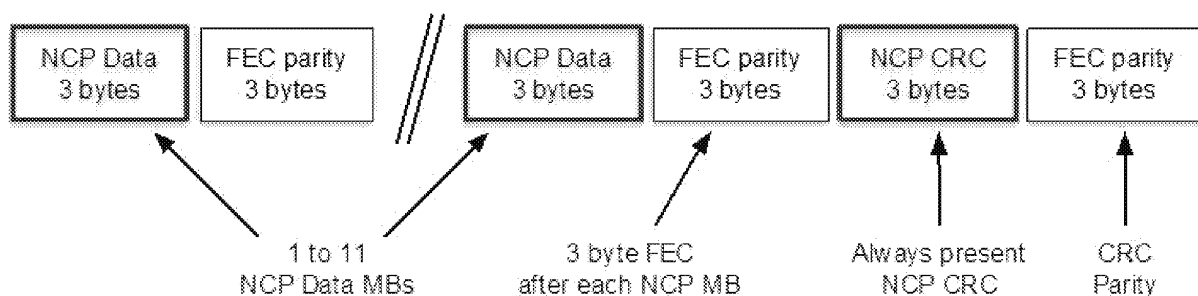 NCP Data
3 bytes
FEC parity
3 bytes
NCP Data
3 bytes
FEC parity
3 bytes
NCP CRC
3 bytes
FEC parity
3 bytes
1 to 11
NCP Data MBs
3 byte FEC
after each NCP MB
Always present
NCP CRC
CRC
Parity